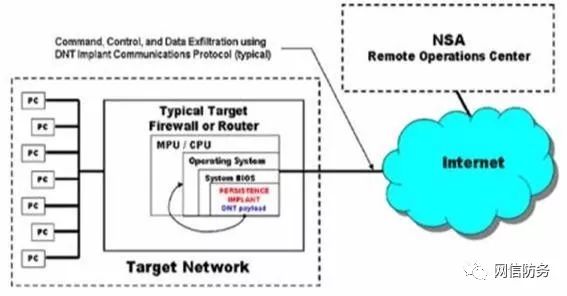 Command, Control, and Data Exfiltration using
DNT Implant Communications Protocol (typical)
NSA
Remote Operations Center
PC
PC
PC
PC
PC
PC
PC
Typical Target
Firewall or Router
MPU / CPU
Operating System
System BIOS
PERSISTENCE
IMPLANT
DNT payload
Internet
Target Network
网信防务